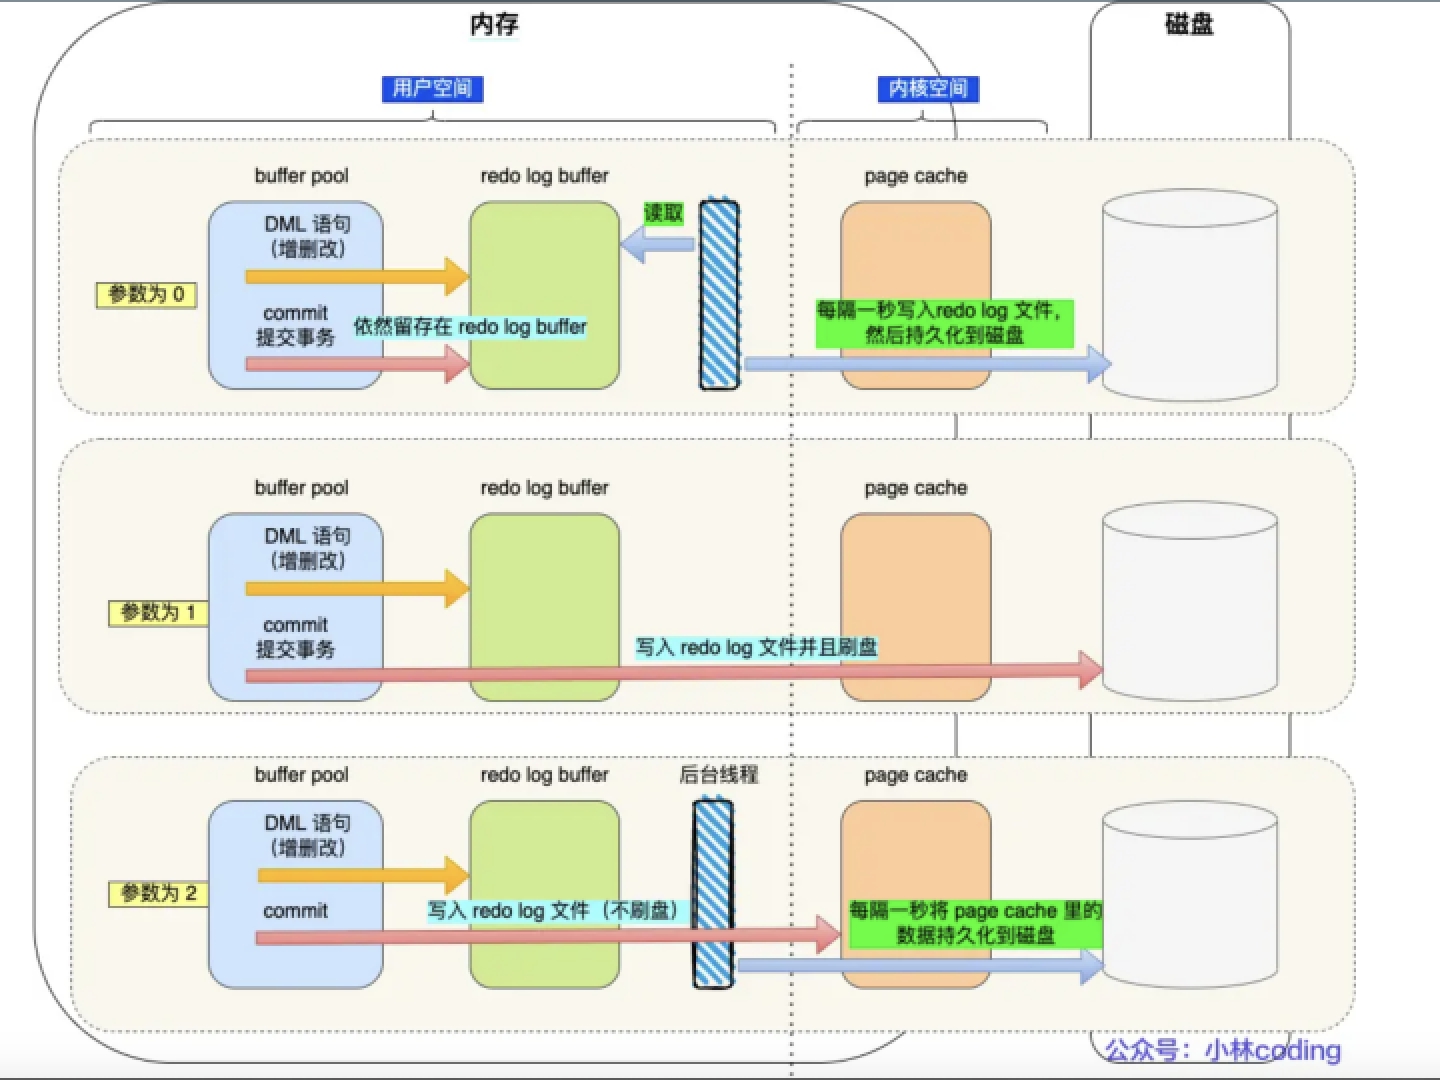 内存
磁盘
用户空间
内核空间
buffer pool
redo log buffer
page cache
DML 语句
（增删改）
读取
参数为 0
commit
提交事务
依然留存在 redo log buffer
每隔一秒写入redo log 文件，
然后持久化到磁盘
buffer pool
redo log buffer
page cache
DML 语句
（增删改）
参数为 1
commit
提交事务
写入 redo log 文件并且刷盘
buffer pool
redo log buffer
后台线程
page cache
DML 语句
（增删改）
参数为 2
commit
写入 redo log 文件（不刷盘）
每隔一秒将 page cache 里的
数据持久化到磁盘
公众号：小林coding